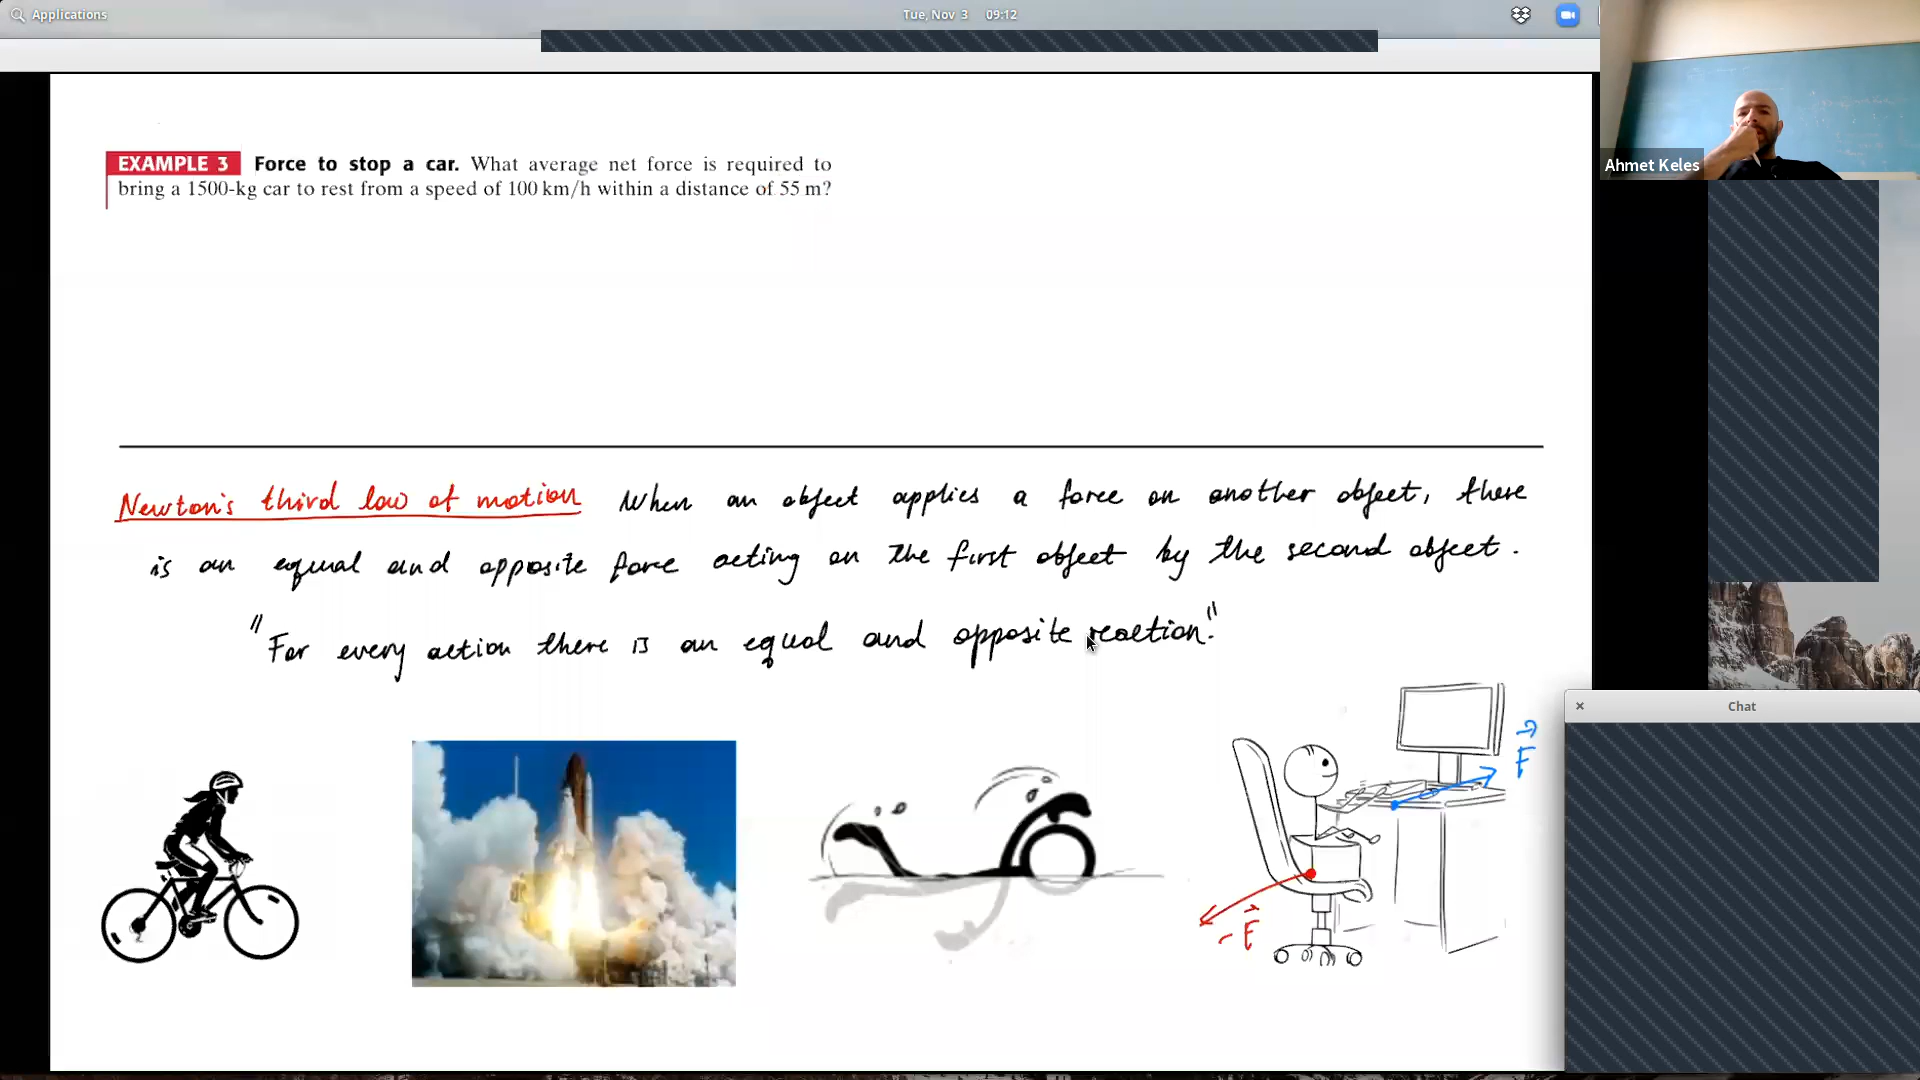 Applications
Tue, Nov 3 09:12
Ahmet Keles
EXAMPLE 3 Force to stop a car. What average net force is required to
bring a 1500-kg car to rest from a speed of 100 km/h within a distance of 55 m?
Newton's third law of motion When an object applies a force on another object, there
is an equal and opposite force acting on the first object by the second object.
"For every action there is an equal and opposite reaction."
Chat
F
-F